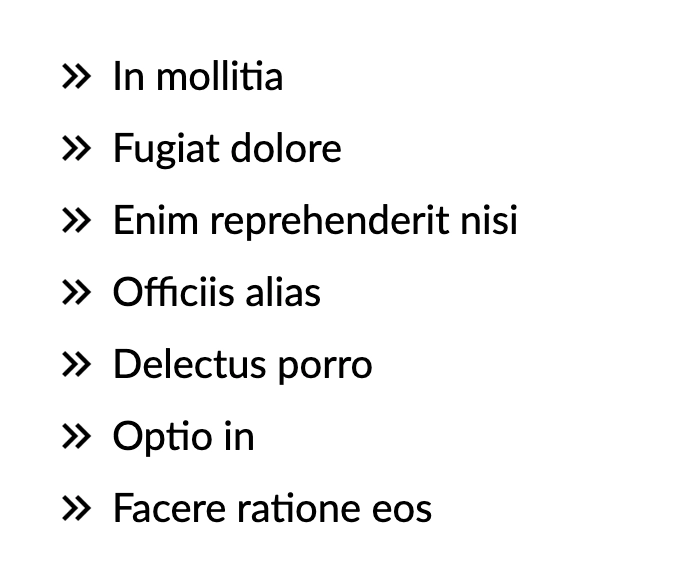 » In mollitia
» Fugiat dolore
» Enim reprehenderit nisi
» Officiis alias
» Delectus porro
» Optio in
» Facere ratione eos